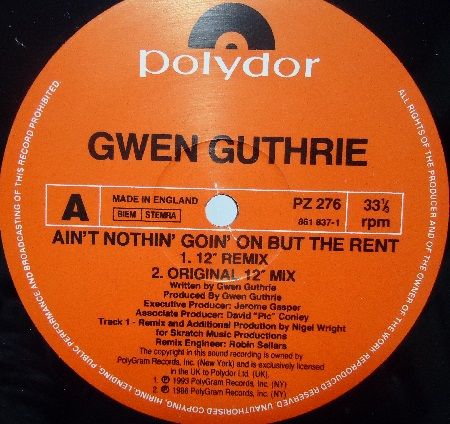 polydor
GWEN GUTHRIE
A
MADE IN ENGLAND
BIEM STEMRA
PZ 276
861 837-1
33⅓
rpm
AIN'T NOTHIN' GOIN' ON BUT THE RENT
1. 12" REMIX
2. ORIGINAL 12" MIX
Written by Gwen Guthrie
Produced By Gwen Guthrie
Executive Producer: Jerome Gasper
Associate Producer: David "Pic" Conley
Track 1 - Remix and Additional Prodution by Nigel Wright
for Skratch Music Productions
Remix Engineer: Robin Sellars
The copyright in this sound recording is owned by
PolyGram Records, Inc (New York) and is exclusively licensed
in the UK to Polydor Ltd. (UK).
1. ℗ 1993 PolyGram Records, Inc (NY)
2. ℗ 1986 PolyGram Records, Inc (NY)
ALL RIGHTS OF THE PRODUCER AND OF THE OWNER OF THE WORK REPRODUCED RESERVED. UNAUTHORISED COPYING, HIRING, LENDING, PUBLIC PERFORMANCE AND BROADCASTING OF THIS RECORD PROHIBITED